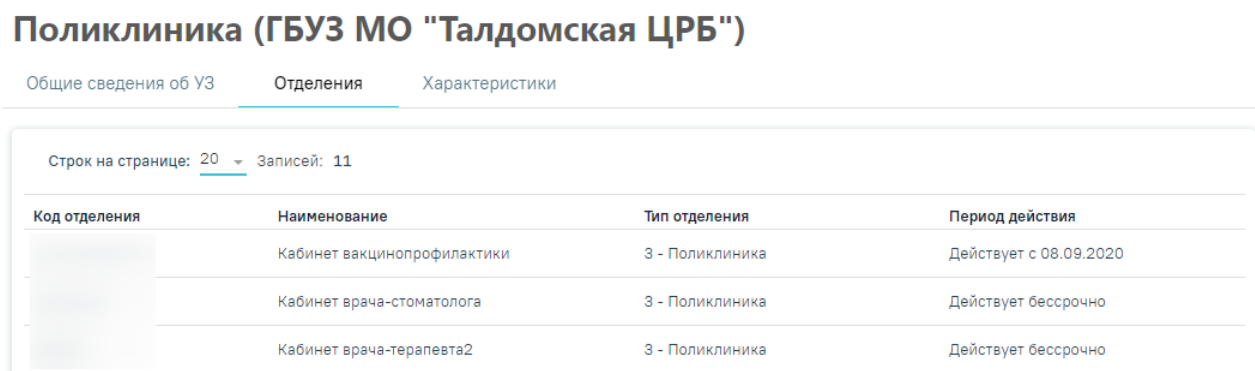 Поликлиника (ГБУЗ МО "Талдомская ЦРБ")
Общие сведения об УЗ Отделения Характеристики
Строк на странице: 20 Записей: 11
Код отделения Наименование Тип отделения Период действия
Кабинет вакцинопрофилактики 3 - Поликлиника Действует с 08.09.2020
Кабинет врача-стоматолога 3 - Поликлиника Действует бессрочно
Кабинет врача-терапевта2 3 - Поликлиника Действует бессрочно